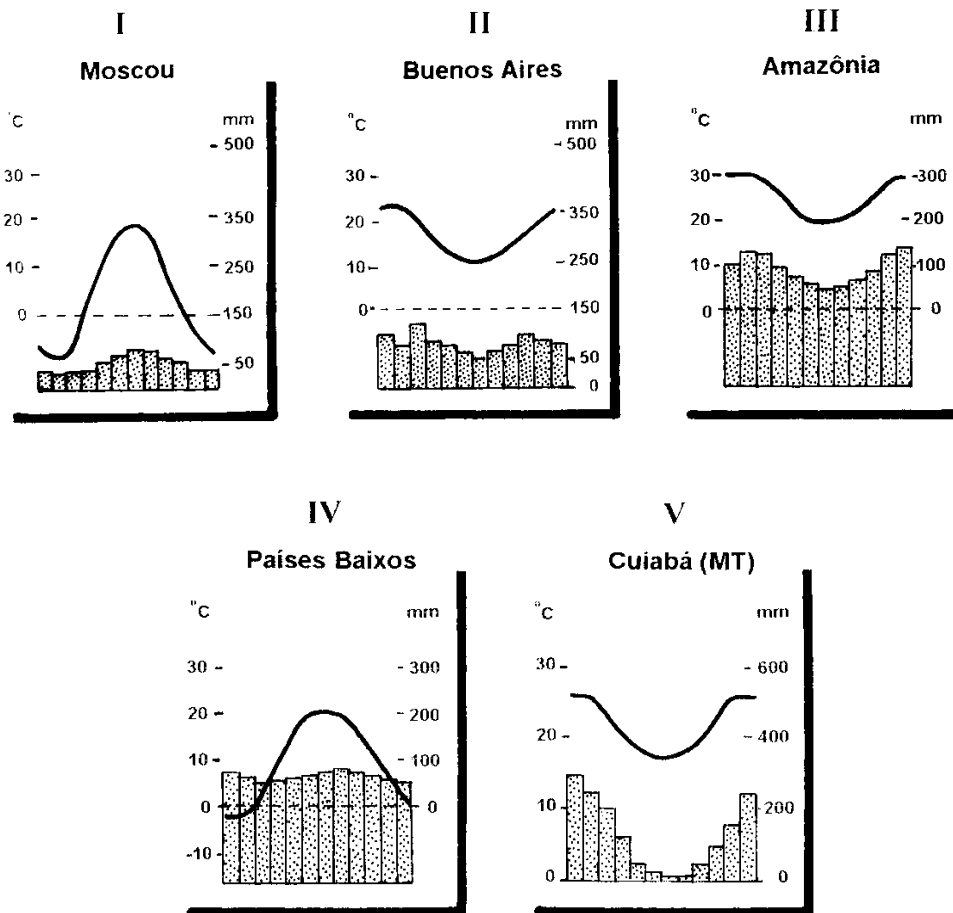 I
Moscou
°C mm
- 500
30 -
20 - - 350
10 - - 250
0 - 150
- 50
II
Buenos Aires
°C mm
- 500
30 -
20 - - 350
10 - 250
0 - 150
50
0
III
Amazônia
°C mm
30 - - 300
20 - - 200
10 - - 100
0 - 0
IV
Países Baixos
°C mm
30 - - 300
20 - - 200
10 - - 100
0 - - 0
-10 -
V
Cuiabá (MT)
°C mm
30 - - 600
20 - - 400
10 - - 200
0 - - 0